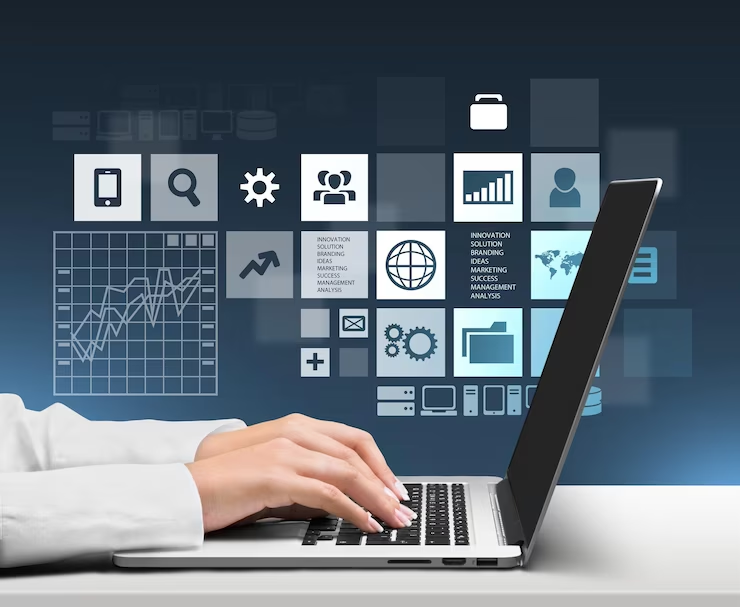 INNOVATION
SOLUTION
BRANDING
IDEAS
MARKETING
SUCCESS
MANAGEMENT
ANALYSIS
INNOVATION
SOLUTION
BRANDING
IDEAS
MARKETING
SUCCESS
MANAGEMENT
ANALYSIS